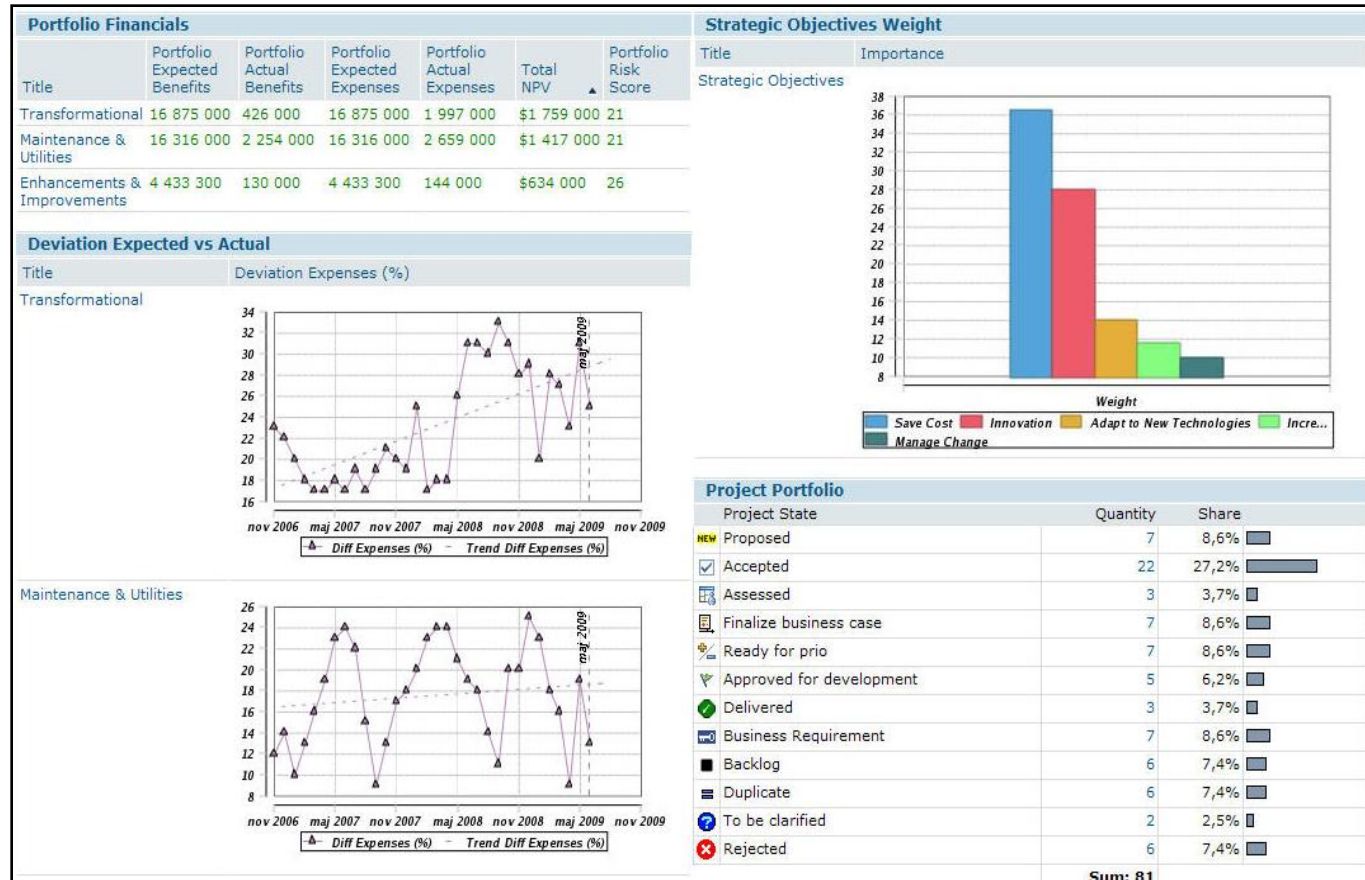 Portfolio Financials
Title
Portfolio Expected Benefits
Portfolio Actual Benefits
Portfolio Expected Expenses
Portfolio Actual Expenses
Total NPV
Portfolio Risk Score
Transformational 16 875 000 426 000 16 875 000 1 997 000 $1 759 000 21
Maintenance & Utilities 16 316 000 2 254 000 16 316 000 2 659 000 $1 417 000 21
Enhancements & Improvements 4 433 300 130 000 4 433 300 144 000 $634 000 26
Deviation Expected vs Actual
Title Deviation Expenses (%)
Transformational
34
32
30
28
26
24
22
20
18
16
maj 2009
nov 2006 maj 2007 nov 2007 maj 2008 nov 2008 maj 2009 nov 2009
Diff Expenses (%) Trend Diff Expenses (%)
Maintenance & Utilities
26
24
22
20
18
16
14
12
10
8
maj 2009
nov 2006 maj 2007 nov 2007 maj 2008 nov 2008 maj 2009 nov 2009
Diff Expenses (%) Trend Diff Expenses (%)
Strategic Objectives Weight
Title Importance
Strategic Objectives
38
36
34
32
30
28
26
24
22
20
18
16
14
12
10
8
Weight
Save Cost Innovation Adapt to New Technologies Incre...
Manage Change
Project Portfolio
Project State Quantity Share
NEW Proposed 7 8,6%
Accepted 22 27,2%
Assessed 3 3,7%
Finalize business case 7 8,6%
Ready for prio 7 8,6%
Approved for development 5 6,2%
Delivered 3 3,7%
Business Requirement 7 8,6%
Backlog 6 7,4%
Duplicate 6 7,4%
? To be clarified 2 2,5%
Rejected 6 7,4%
Sum: 81